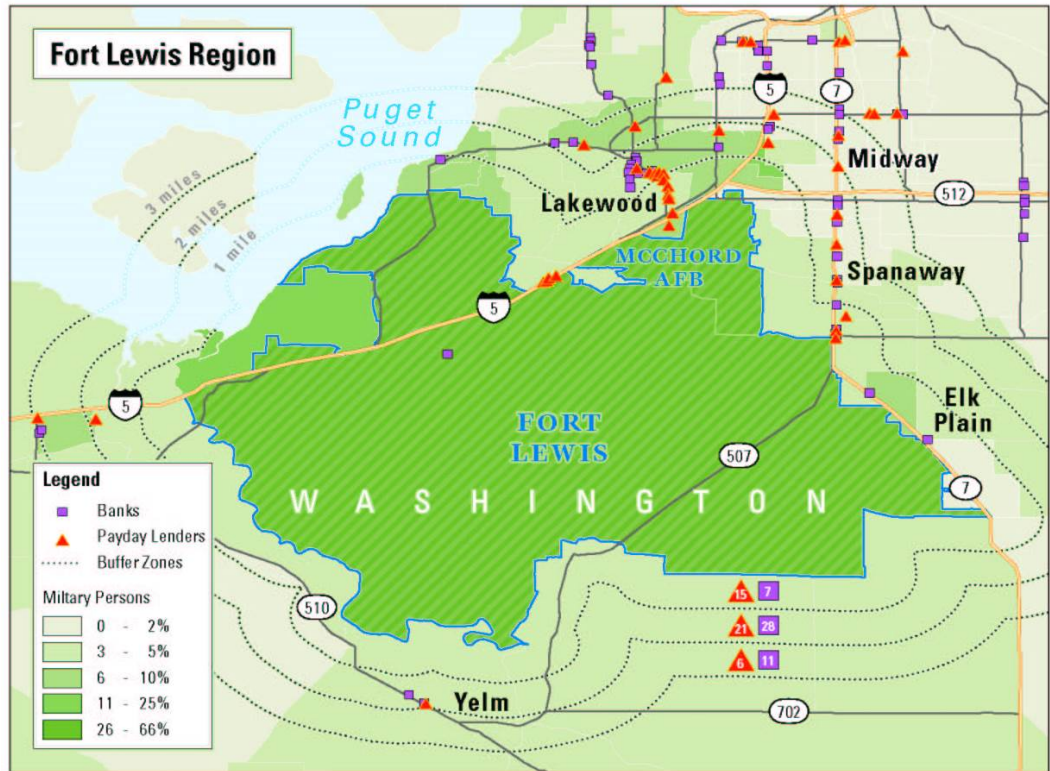 Fort Lewis Region
Puget
Sound
3 miles
2 miles
1 mile
5
7
Midway
Lakewood
512
McChord
AFB
Spanaway
5
5
Fort
Lewis
Elk
Plain
507
WASHINGTON
7
Legend
Banks
Payday Lenders
Buffer Zones
Miltary Persons
0 - 2%
3 - 5%
6 - 10%
11 - 25%
26 - 66%
510
15 7
21 28
6 11
Yelm
702